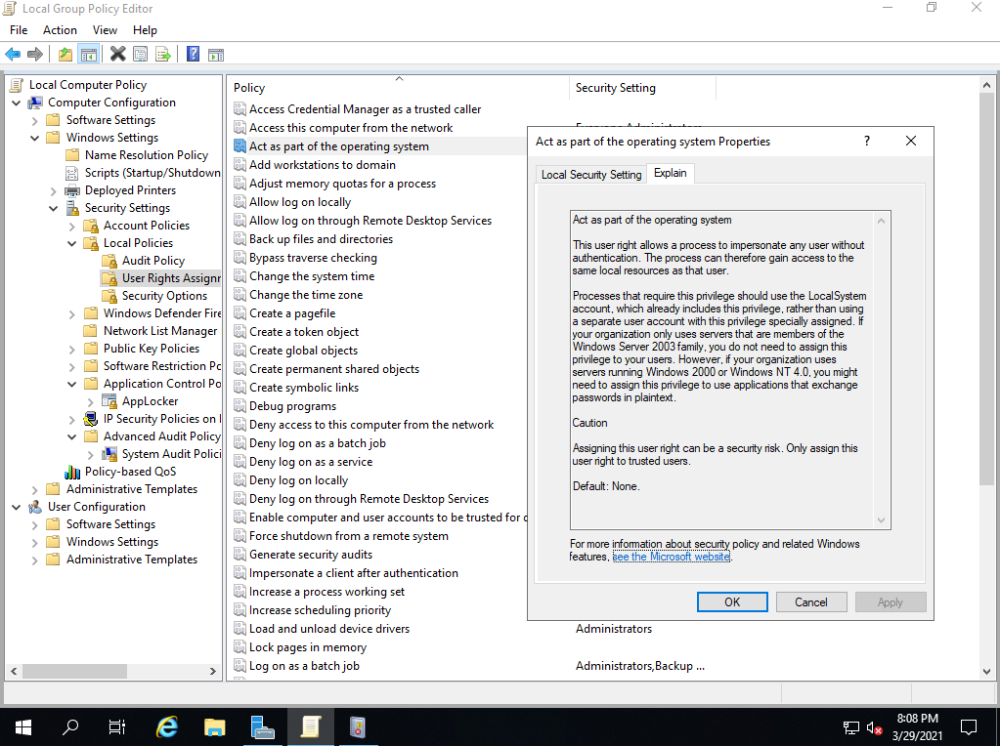 Local Group Policy Editor
File Action View Help
Local Computer Policy
Computer Configuration
Software Settings
Windows Settings
Name Resolution Policy
Scripts (Startup/Shutdown
Deployed Printers
Security Settings
Account Policies
Local Policies
Audit Policy
User Rights Assignr
Security Options
Windows Defender Fire
Network List Manager
Public Key Policies
Software Restriction Po
Application Control Po
AppLocker
IP Security Policies on
Advanced Audit Policy
System Audit Polici
Policy-based QoS
Administrative Templates
User Configuration
Software Settings
Windows Settings
Administrative Templates
Policy Security Setting
Access Credential Manager as a trusted caller
Access this computer from the network
Act as part of the operating system
Add workstations to domain
Adjust memory quotas for a process
Allow log on locally
Allow log on through Remote Desktop Services
Back up files and directories
Bypass traverse checking
Change the system time
Change the time zone
Create a pagefile
Create a token object
Create global objects
Create permanent shared objects
Create symbolic links
Debug programs
Deny access to this computer from the network
Deny log on as a batch job
Deny log on as a service
Deny log on locally
Deny log on through Remote Desktop Services
Enable computer and user accounts to be trusted for d
Force shutdown from a remote system
Generate security audits
Impersonate a client after authentication
Increase a process working set
Increase scheduling priority
Load and unload device drivers Administrators
Lock pages in memory
Log on as a batch job Administrators,Backup ...
Act as part of the operating system Properties
Local Security Setting Explain
Act as part of the operating system
This user right allows a process to impersonate any user without
authentication. The process can therefore gain access to the
same local resources as that user.
Processes that require this privilege should use the LocalSystem
account, which already includes this privilege, rather than using
a separate user account with this privilege specially assigned. If
your organization only uses servers that are members of the
Windows Server 2003 family, you do not need to assign this
privilege to your users. However, if your organization uses
servers running Windows 2000 or Windows NT 4.0, you might
need to assign this privilege to use applications that exchange
passwords in plaintext.
Caution
Assigning this user right can be a security risk. Only assign this
user right to trusted users.
Default: None.
For more information about security policy and related Windows
features, see the Microsoft website.
OK Cancel Apply
8:08 PM
3/29/2021